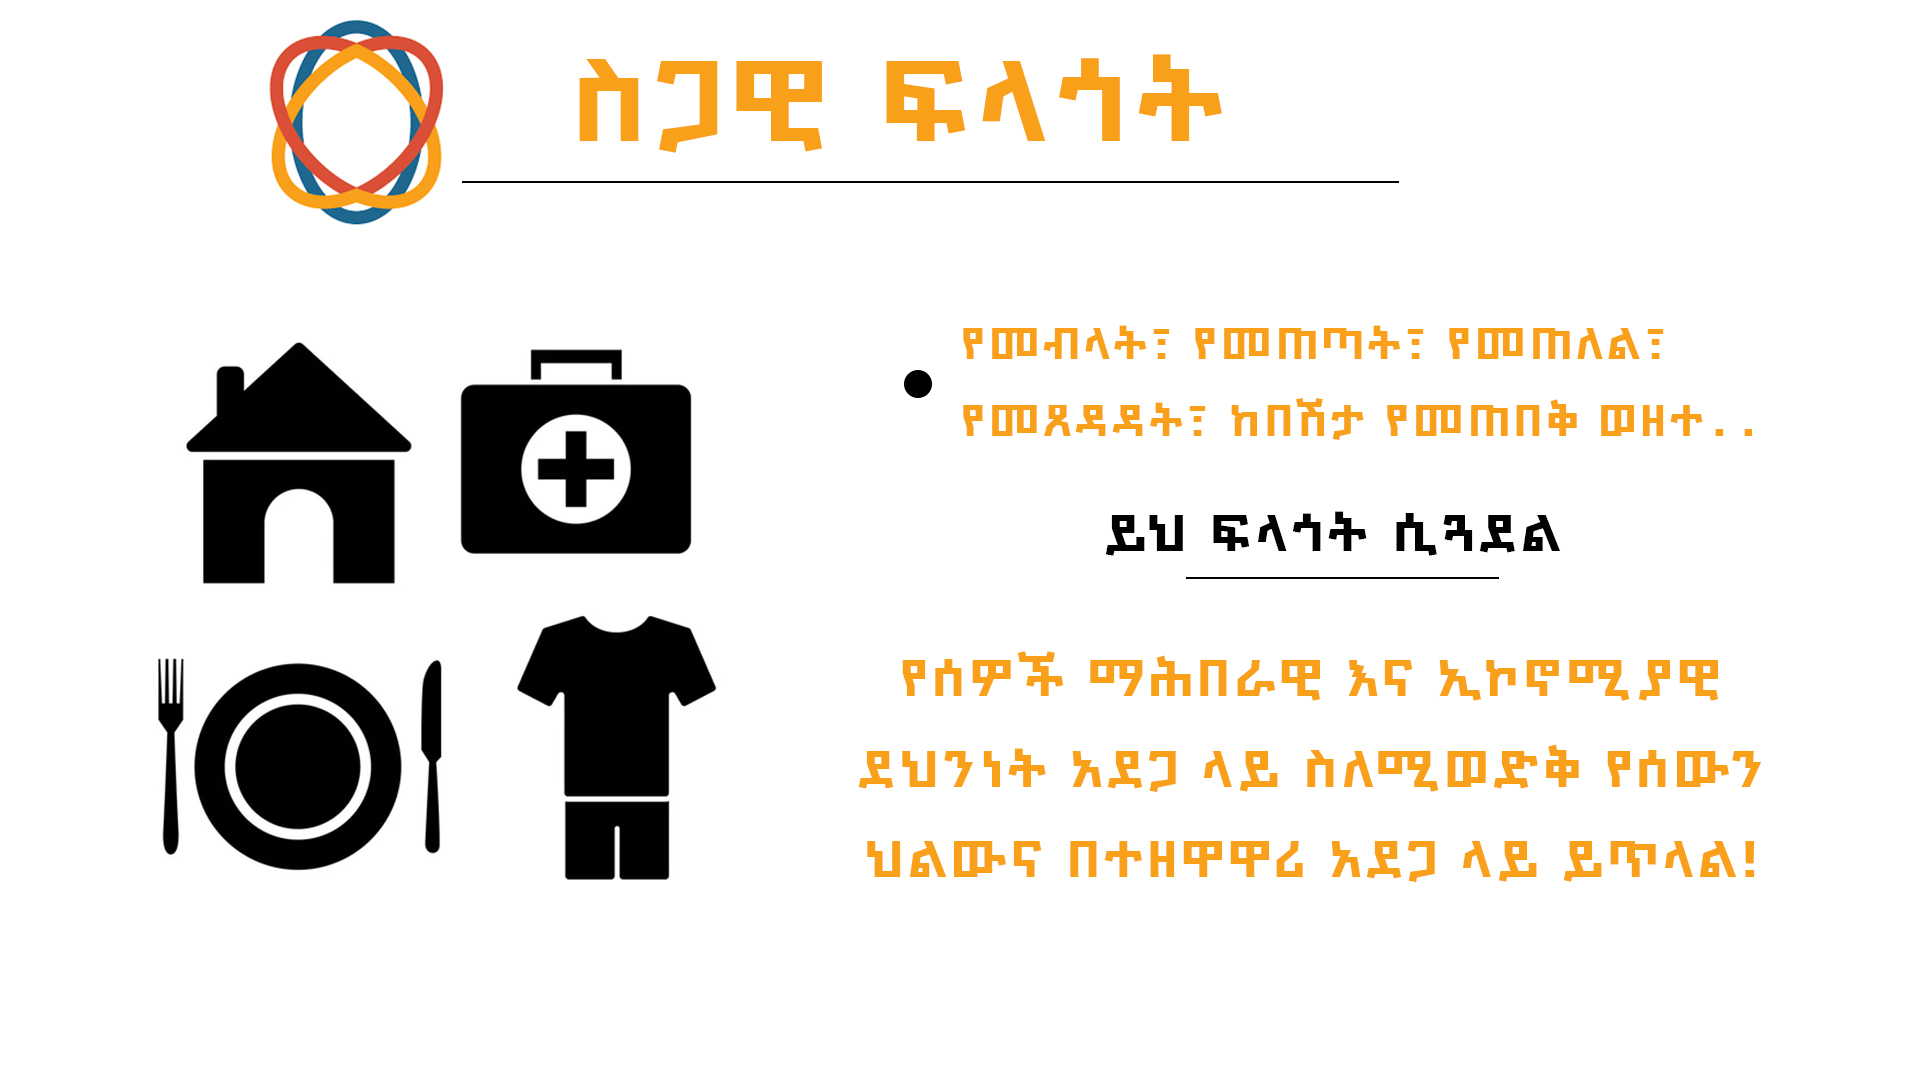 ስጋዊ ፍላጎት
የመብላት፣ የመጠጣት፣ የመጠለል፣
የመጸዳዳት፣ ከበሽታ የመጠበቅ ወዘተ..
ይህ ፍላጎት ሲጓደል
የሰዎች ማሕበራዊ እና ኢኮኖሚያዊ
ደህንነት አደጋ ላይ ስለሚወድቅ የሰውን
ህልውና በተዘዋዋሪ አደጋ ላይ ይጥላል!